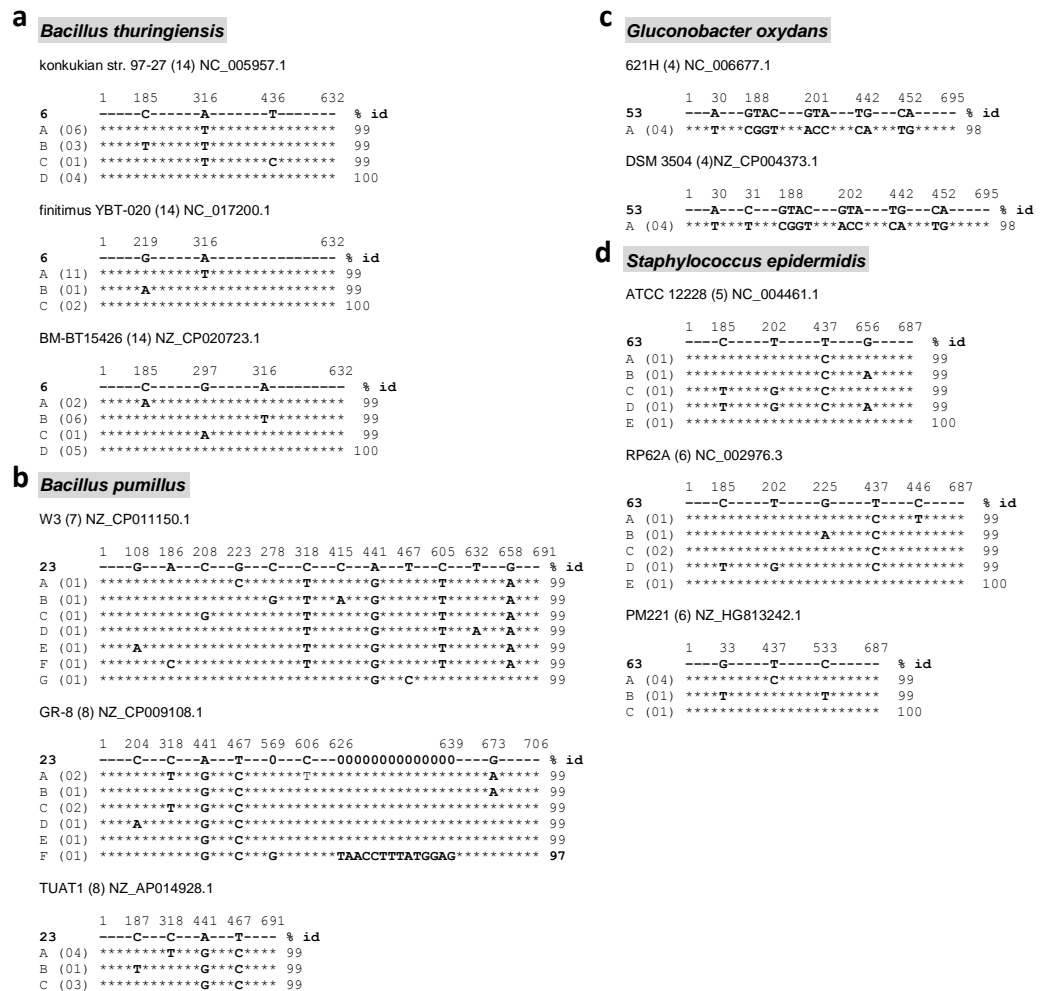 a
Bacillus thuringiensis
konkukian str. 97-27 (14) NC_005957.1
1 185 316 436 632
6 -----C------A------T------- % id
A (06) ************T************** 99
B (03) *****T******T************** 99
C (01) ************T******C******* 99
D (04) *************************** 100
finitimus YBT-020 (14) NC_017200.1
1 219 316 632
6 -----G------A-------------- % id
A (11) ************T************** 99
B (01) *****A********************* 99
C (02) *************************** 100
BM-BT15426 (14) NZ_CP020723.1
1 185 297 316 632
6 -----C------G------A--------- % id
A (02) *****A*********************** 99
B (06) *******************T********* 99
C (01) ************A**************** 99
D (05) **************************** 100
b
Bacillus pumillus
W3 (7) NZ_CP011150.1
1 108 186 208 223 278 318 415 441 467 605 632 658 691
23 ----G---A---C---G---C---C---C---A---T---C---T---G--- % id
A (01) ****************C*******T*******G*******T*******A*** 99
B (01) ********************G***T***A***G*******T*******A*** 99
C (01) ************G***********T*******G*******T*******A*** 99
D (01) ************************T*******G*******T***A***A*** 99
E (01) ****A*******************T*******G*******T*******A*** 99
F (01) ********C***************T*******G*******T*******A*** 99
G (01) ********************************G***C*************** 99
GR-8 (8) NZ_CP009108.1
1 204 318 441 467 569 606 626 639 673 706
23 ----C---C---A---T---0---C---00000000000000----G----- % id
A (02) ********T***G***C*******T*********************A***** 99
B (01) ************G***C*****************************A***** 99
C (02) ********T***G***C*********************************** 99
D (01) ****A*******G***C*********************************** 99
E (01) ************G***C*********************************** 99
F (01) ************G***C***G*******TAACCTTTATGGAG********** 97
TUAT1 (8) NZ_AP014928.1
1 187 318 441 467 691
23 ----C---C---A---T---- % id
A (04) ********T***G***C**** 99
B (01) ****T*******G***C**** 99
C (03) ************G***C**** 99
c
Gluconobacter oxydans
621H (4) NC_006677.1
1 30 188 201 442 452 695
53 ---A---GTAC---GTA---TG---CA----- % id
A (04) ***T***CGGT***ACC***CA***TG***** 98
DSM 3504 (4)NZ_CP004373.1
1 30 31 188 202 442 452 695
53 ---A---C---GTAC---GTA---TG---CA----- % id
A (04) ***T***T***CGGT***ACC***CA***TG***** 98
d
Staphylococcus epidermidis
ATCC 12228 (5) NC_004461.1
1 185 202 437 656 687
63 ----C-----T-----T----G----- % id
A (01) ****************C********** 99
B (01) ****************C****A***** 99
C (01) ****T*****G*****C********** 99
D (01) ****T*****G*****C****A***** 99
E (01) *************************** 100
RP62A (6) NC_002976.3
1 185 202 225 437 446 687
63 ----C-----T-----G-----T----C----- % id
A (01) **********************C****T***** 99
B (01) ****************A*****C********** 99
C (02) **********************C********** 99
D (01) ****T*****G***********C********** 99
E (01) ********************************* 100
PM221 (6) NZ_HG813242.1
1 33 437 533 687
63 ----G-----T-----C------ % id
A (04) **********C************ 99
B (01) ****T***********T****** 99
C (01) *********************** 100